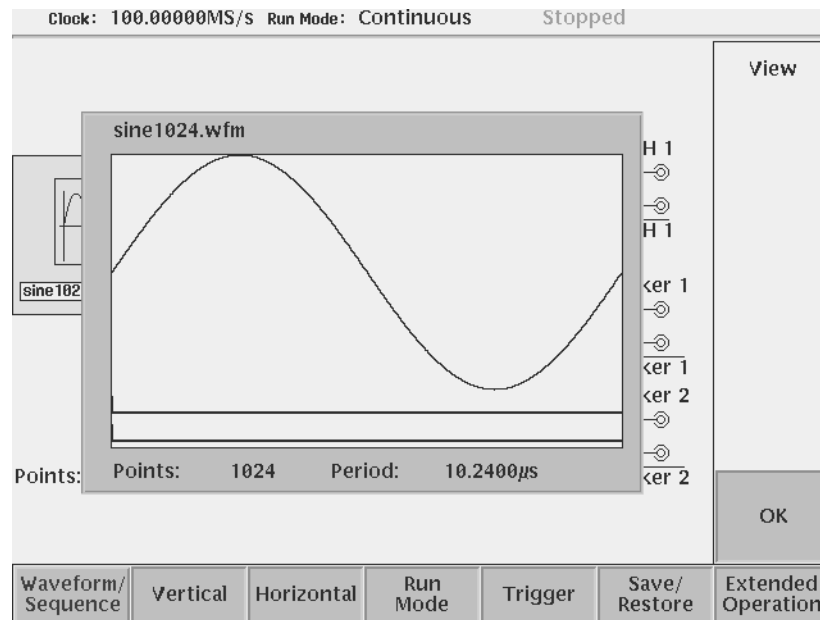 Clock: 100.00000MS/s Run Mode: Continuous Stopped
View
sine1024.wfm
H 1
H 1
sine102
ker 1
ker 1
ker 2
ker 2
Points:
Points: 1024 Period: 10.2400µs
OK
Waveform/
Sequence
Vertical
Horizontal
Run
Mode
Trigger
Save/
Restore
Extended
Operation